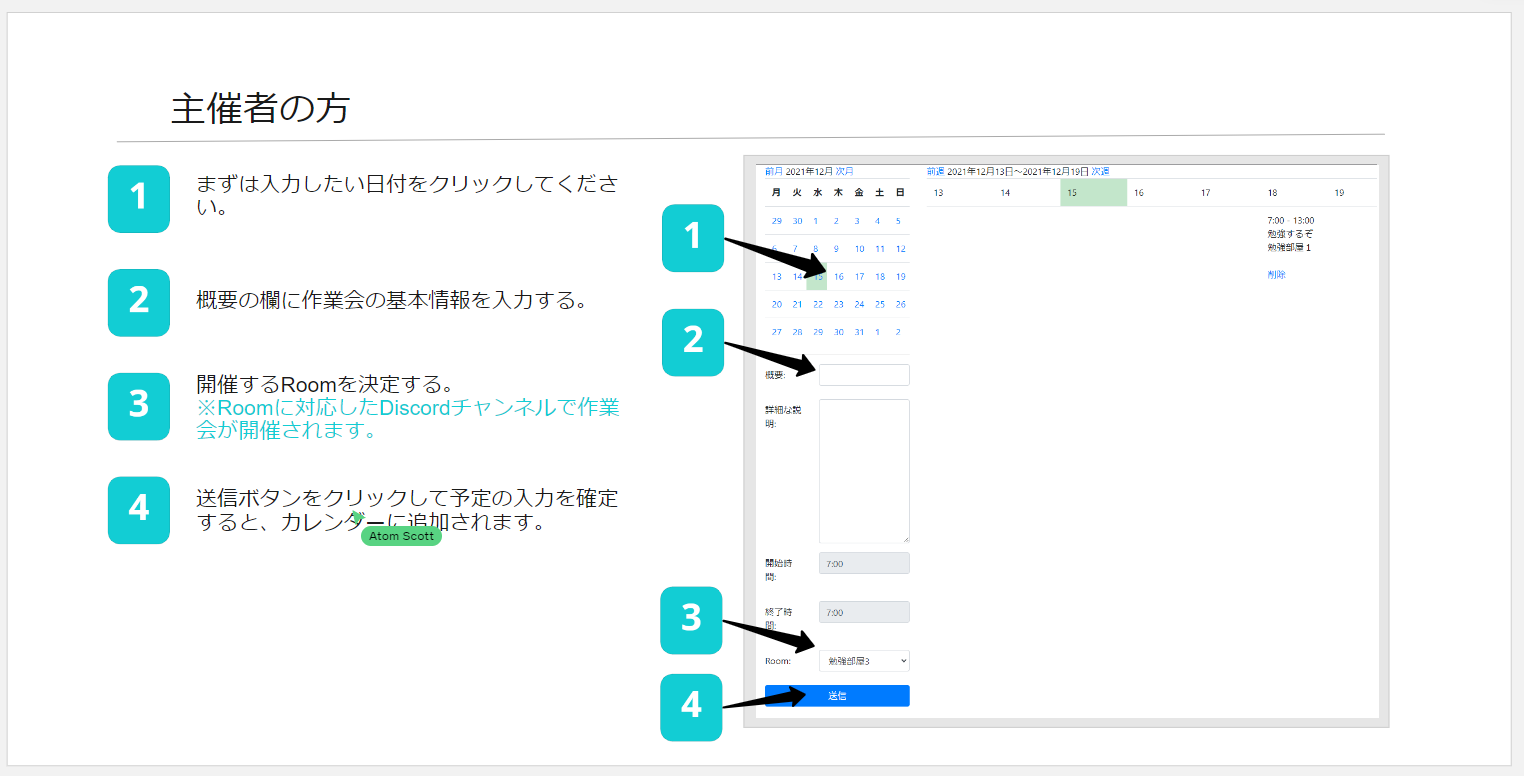 主催者の方
1
まずは入力したい日付をクリックしてくださ
い。
2
概要の欄に作業会の基本情報を入力する。
3
開催するRoomを決定する。
※Roomに対応したDiscordチャンネルで作業
会が開催されます。
4
送信ボタンをクリックして予定の入力を確定
すると、カレンダーに追加されます。
Atom Scott
1
2
3
4
前月 2021年12月 次月
月 火 水 木 金 土 日
29 30 1 2 3 4 5
6 7 8 9 10 11 12
13 14 15 16 17 18 19
20 21 22 23 24 25 26
27 28 29 30 31 1 2
概要:
詳細な説
明:
開始時
間:
7:00
終了時
間:
7:00
Room:
勉強部屋3
送信
前週 2021年12月13日～2021年12月19日 次週
13 14 15 16 17 18 19
7:00 - 13:00
勉強するぞ
勉強部屋 1
削除